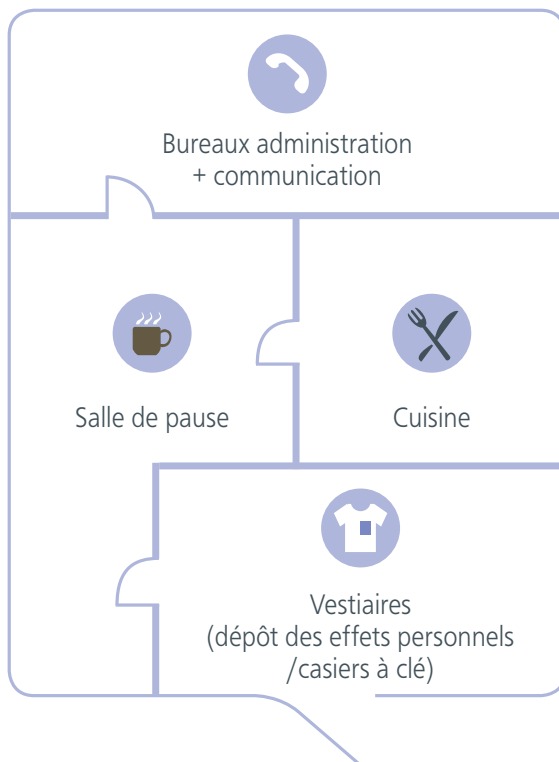 Bureaux administration
+ communication
Salle de pause
Cuisine
Vestiaires
(dépôt des effets personnels
/casiers à clé)